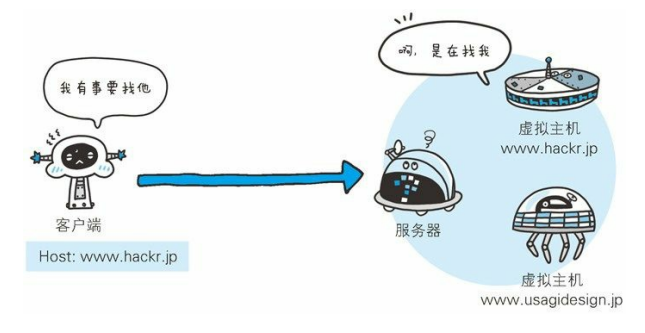 啊，是在找我
我有事要找他
虚拟主机
www.hackr.jp
客户端
服务器
Host: www.hackr.jp
虚拟主机
www.usagidesign.jp